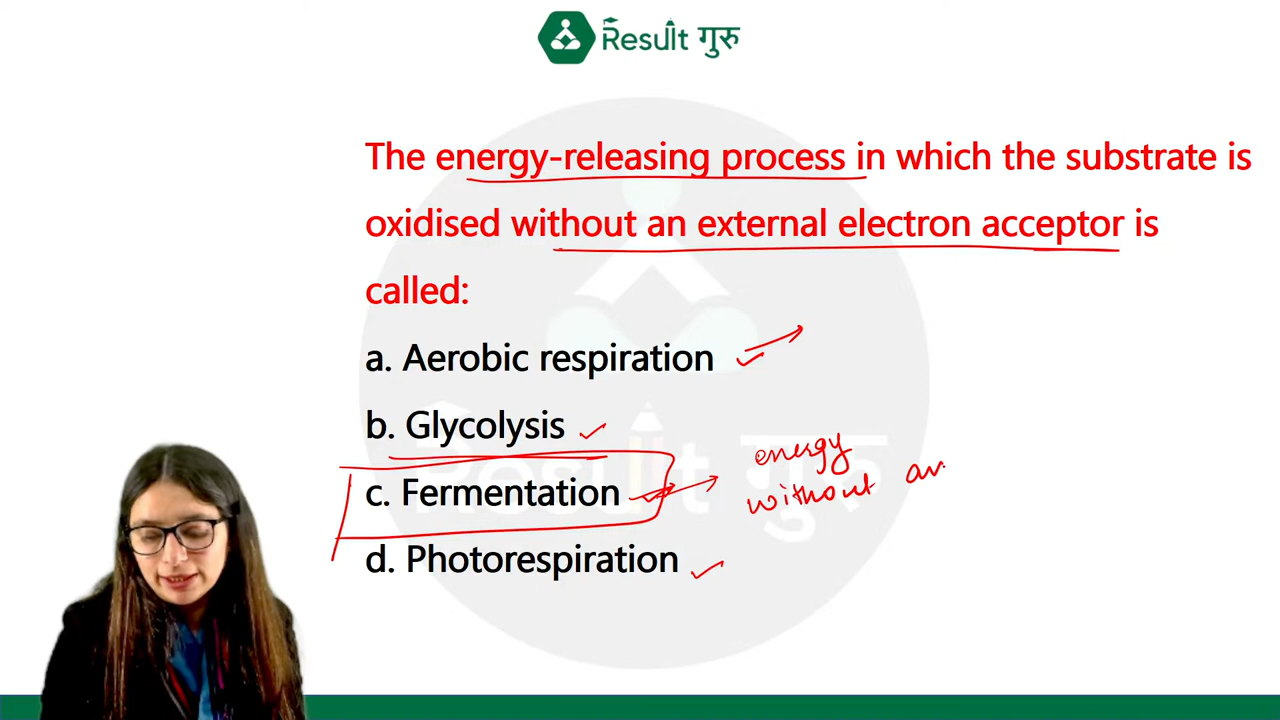 Result गुरु
The energy-releasing process in which the substrate is
oxidised without an external electron acceptor is
called:
a. Aerobic respiration
b. Glycolysis
c. Fermentation
d. Photorespiration
energy
without an